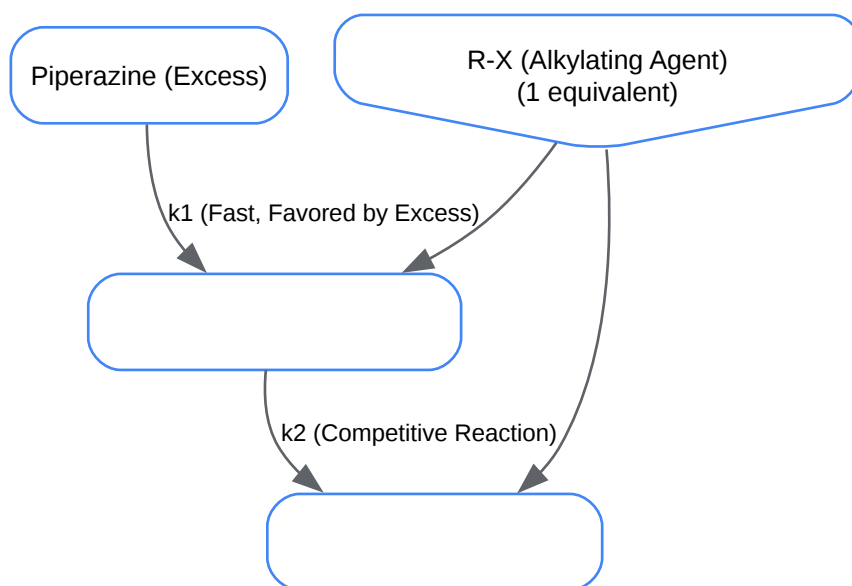 Piperazine (Excess)
R-X (Alkylating Agent)
(1 equivalent)
k1 (Fast, Favored by Excess)
k2 (Competitive Reaction)